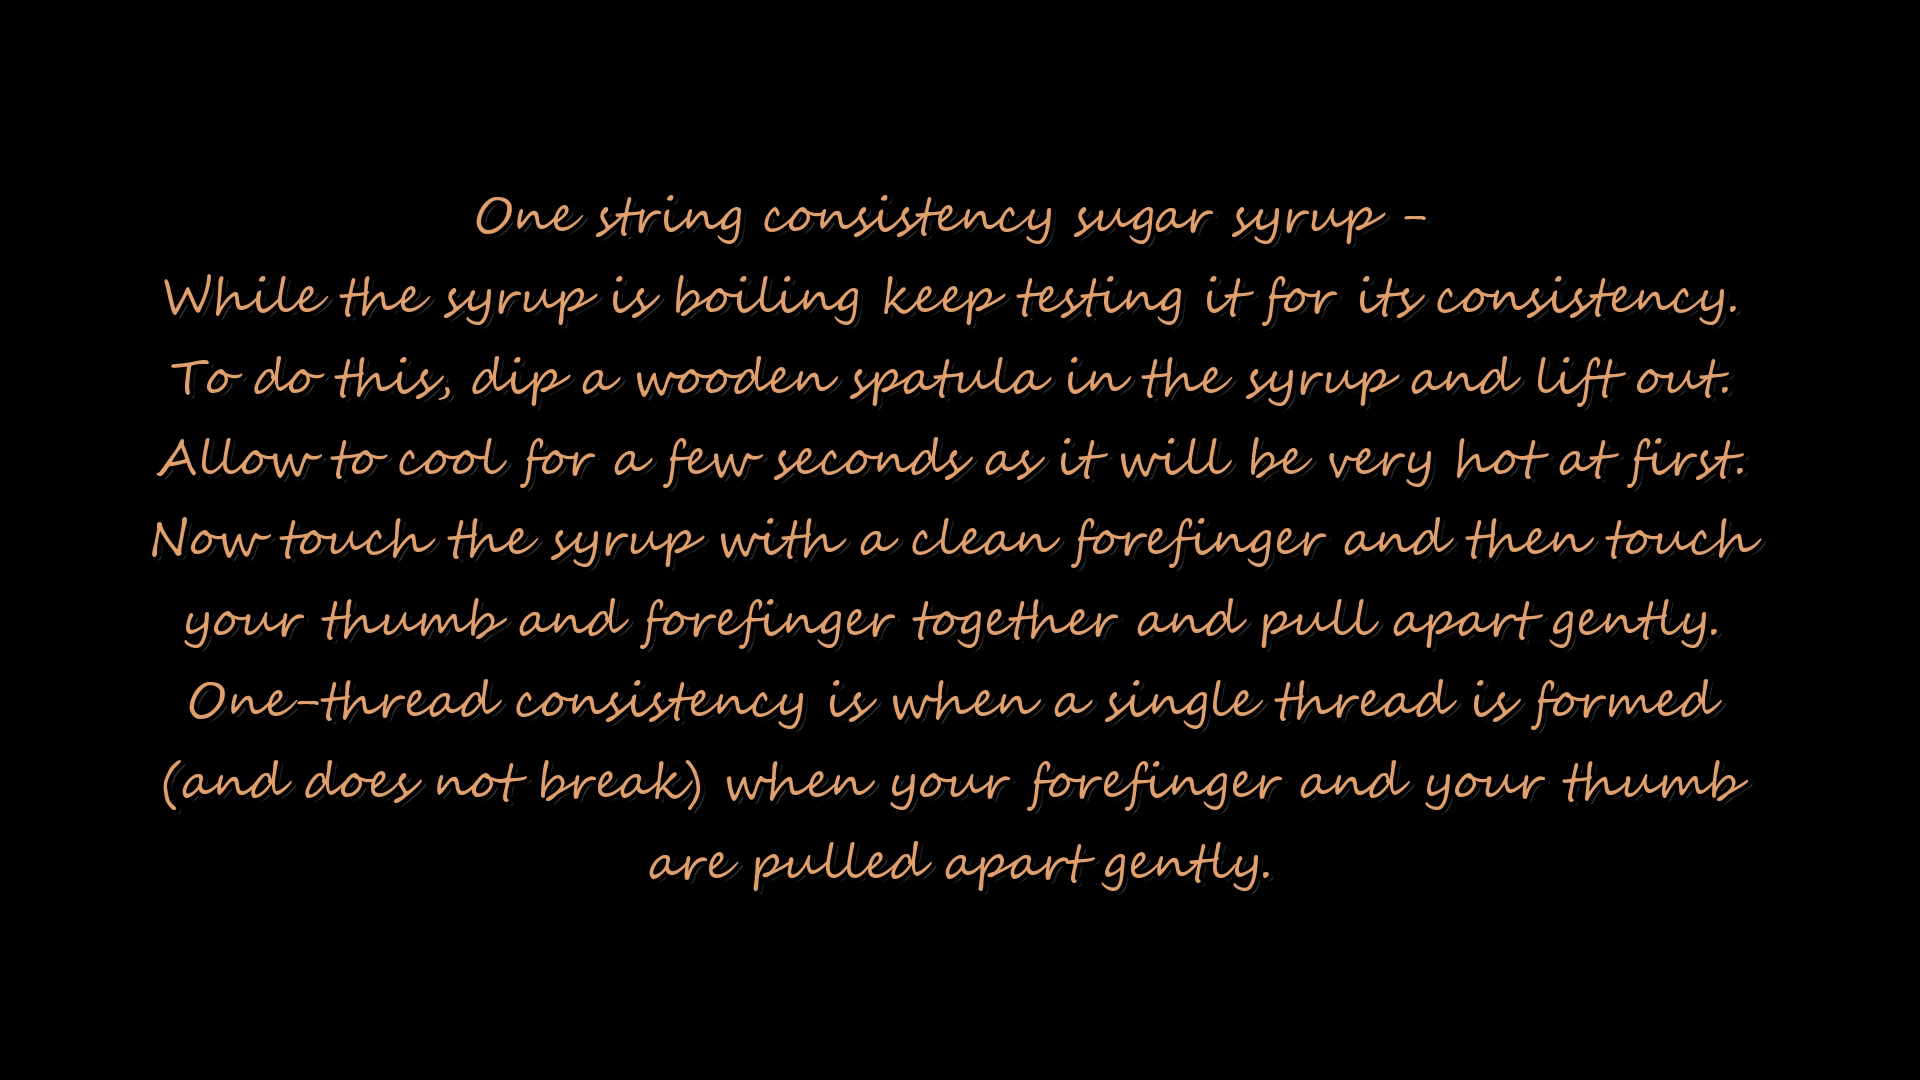 One string consistency sugar syrup -
While the syrup is boiling keep testing it for its consistency.
To do this, dip a wooden spatula in the syrup and lift out.
Allow to cool for a few seconds as it will be very hot at first.
Now touch the syrup with a clean forefinger and then touch
your thumb and forefinger together and pull apart gently.
One-thread consistency is when a single thread is formed
(and does not break) when your forefinger and your thumb
are pulled apart gently.